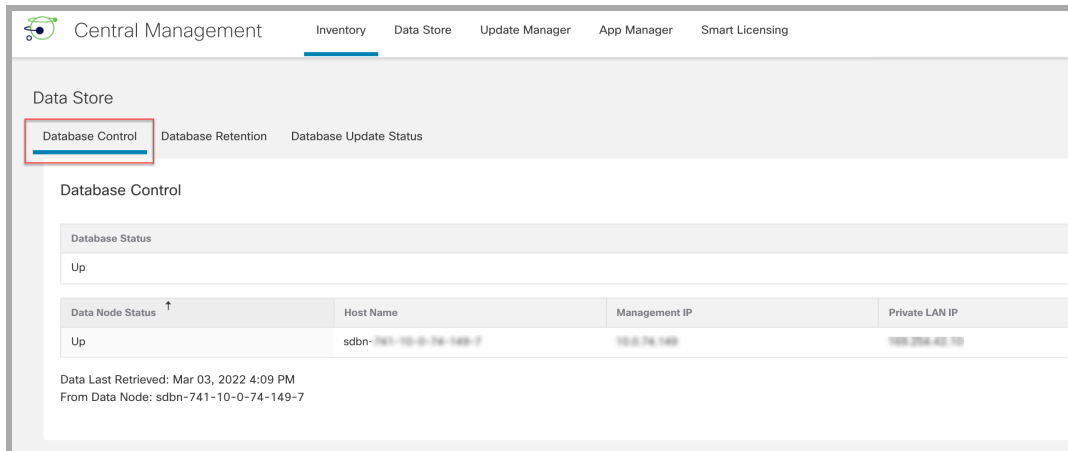 Central Management Inventory Data Store Update Manager App Manager Smart Licensing
Data Store
Database Control Database Retention Database Update Status
Database Control
Database Status
Up
Data Node Status ↑ Host Name Management IP Private LAN IP
Up sdbn-
Data Last Retrieved: Mar 03, 2022 4:09 PM
From Data Node: sdbn-741-10-0-74-149-7